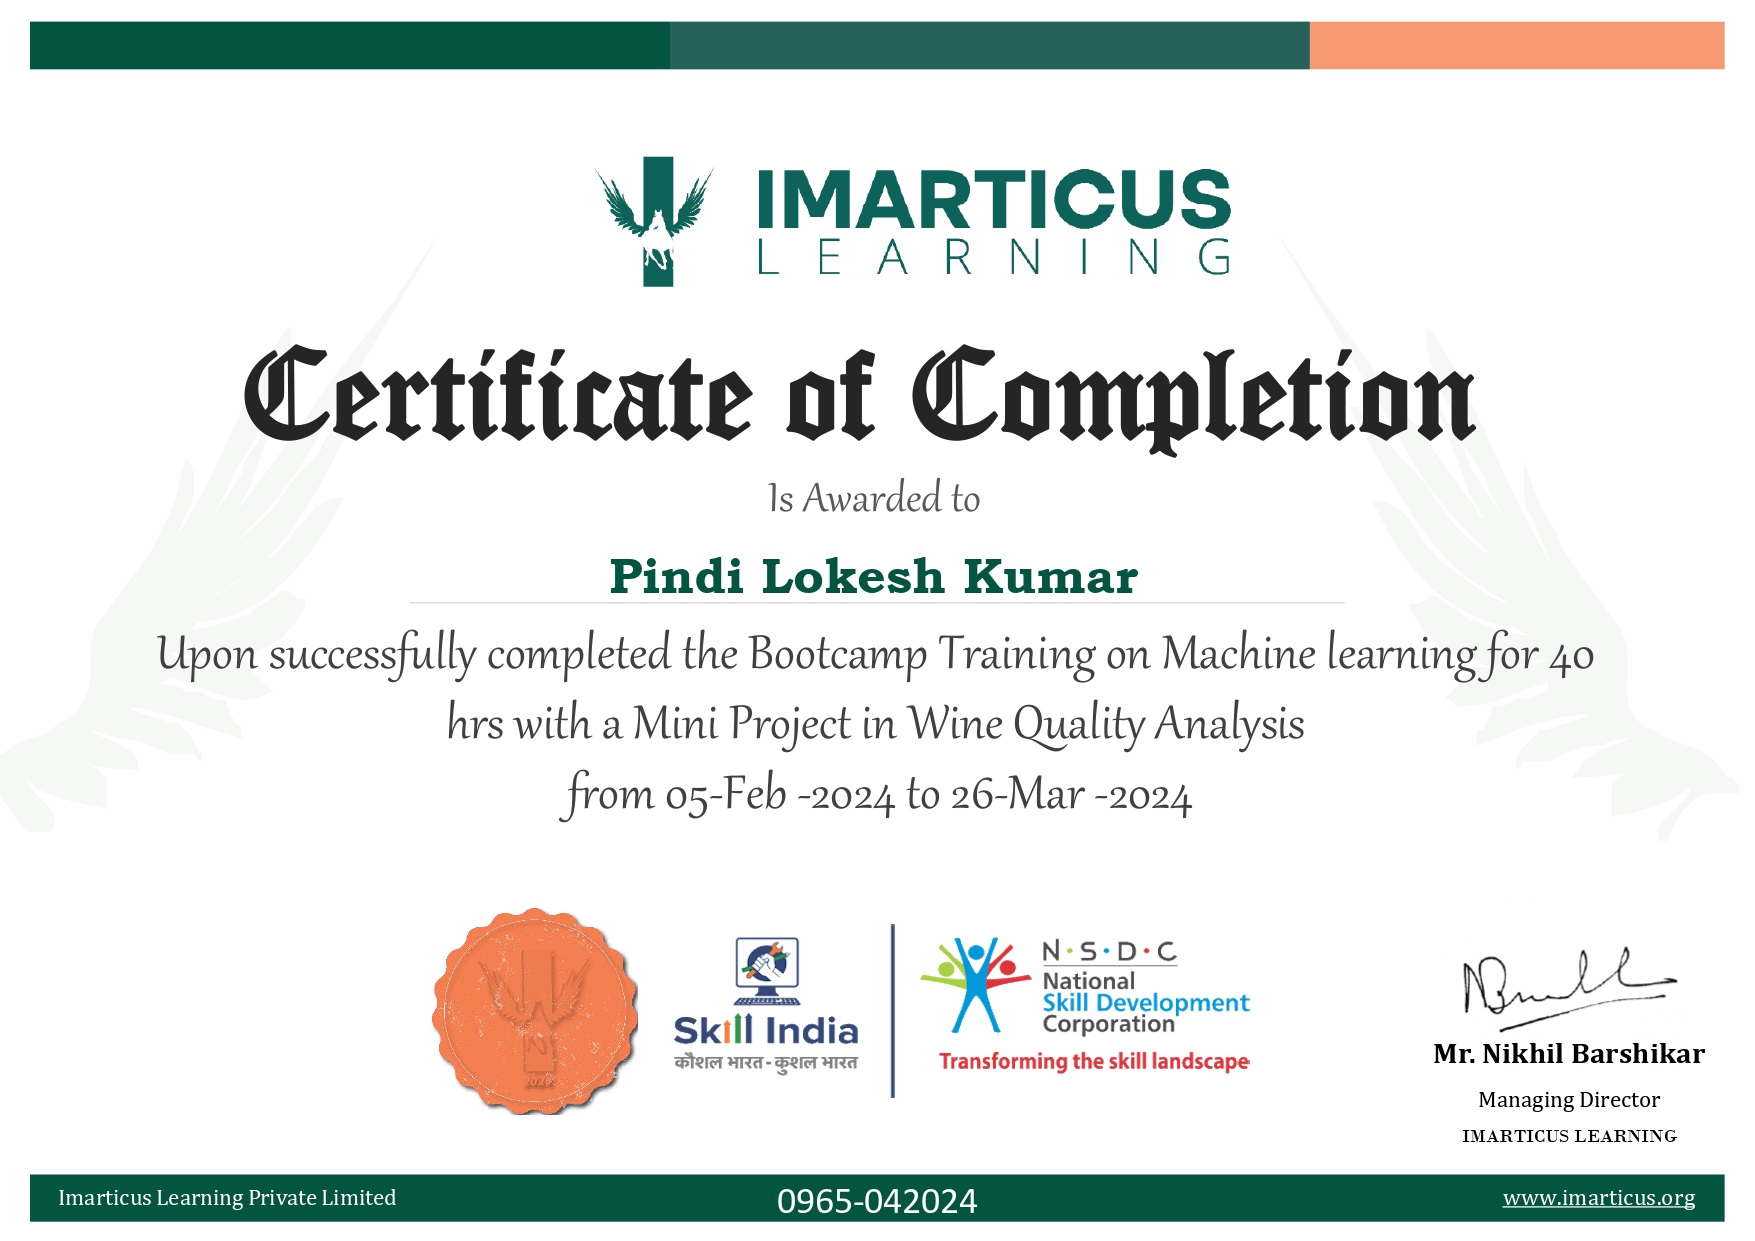 IMARTICUS
LEARNING
Certificate of Completion
Is Awarded to
Pindi Lokesh Kumar
Upon successfully completed the Bootcamp Training on Machine learning for 40
hrs with a Mini Project in Wine Quality Analysis
from 05-Feb -2024 to 26-Mar -2024
Skill India
कौशल भारत - कुशल भारत
N·S·D·C
National
Skill Development
Corporation
Transforming the skill landscape
Mr. Nikhil Barshikar
Managing Director
IMARTICUS LEARNING
Imarticus Learning Private Limited
0965-042024
www.imarticus.org